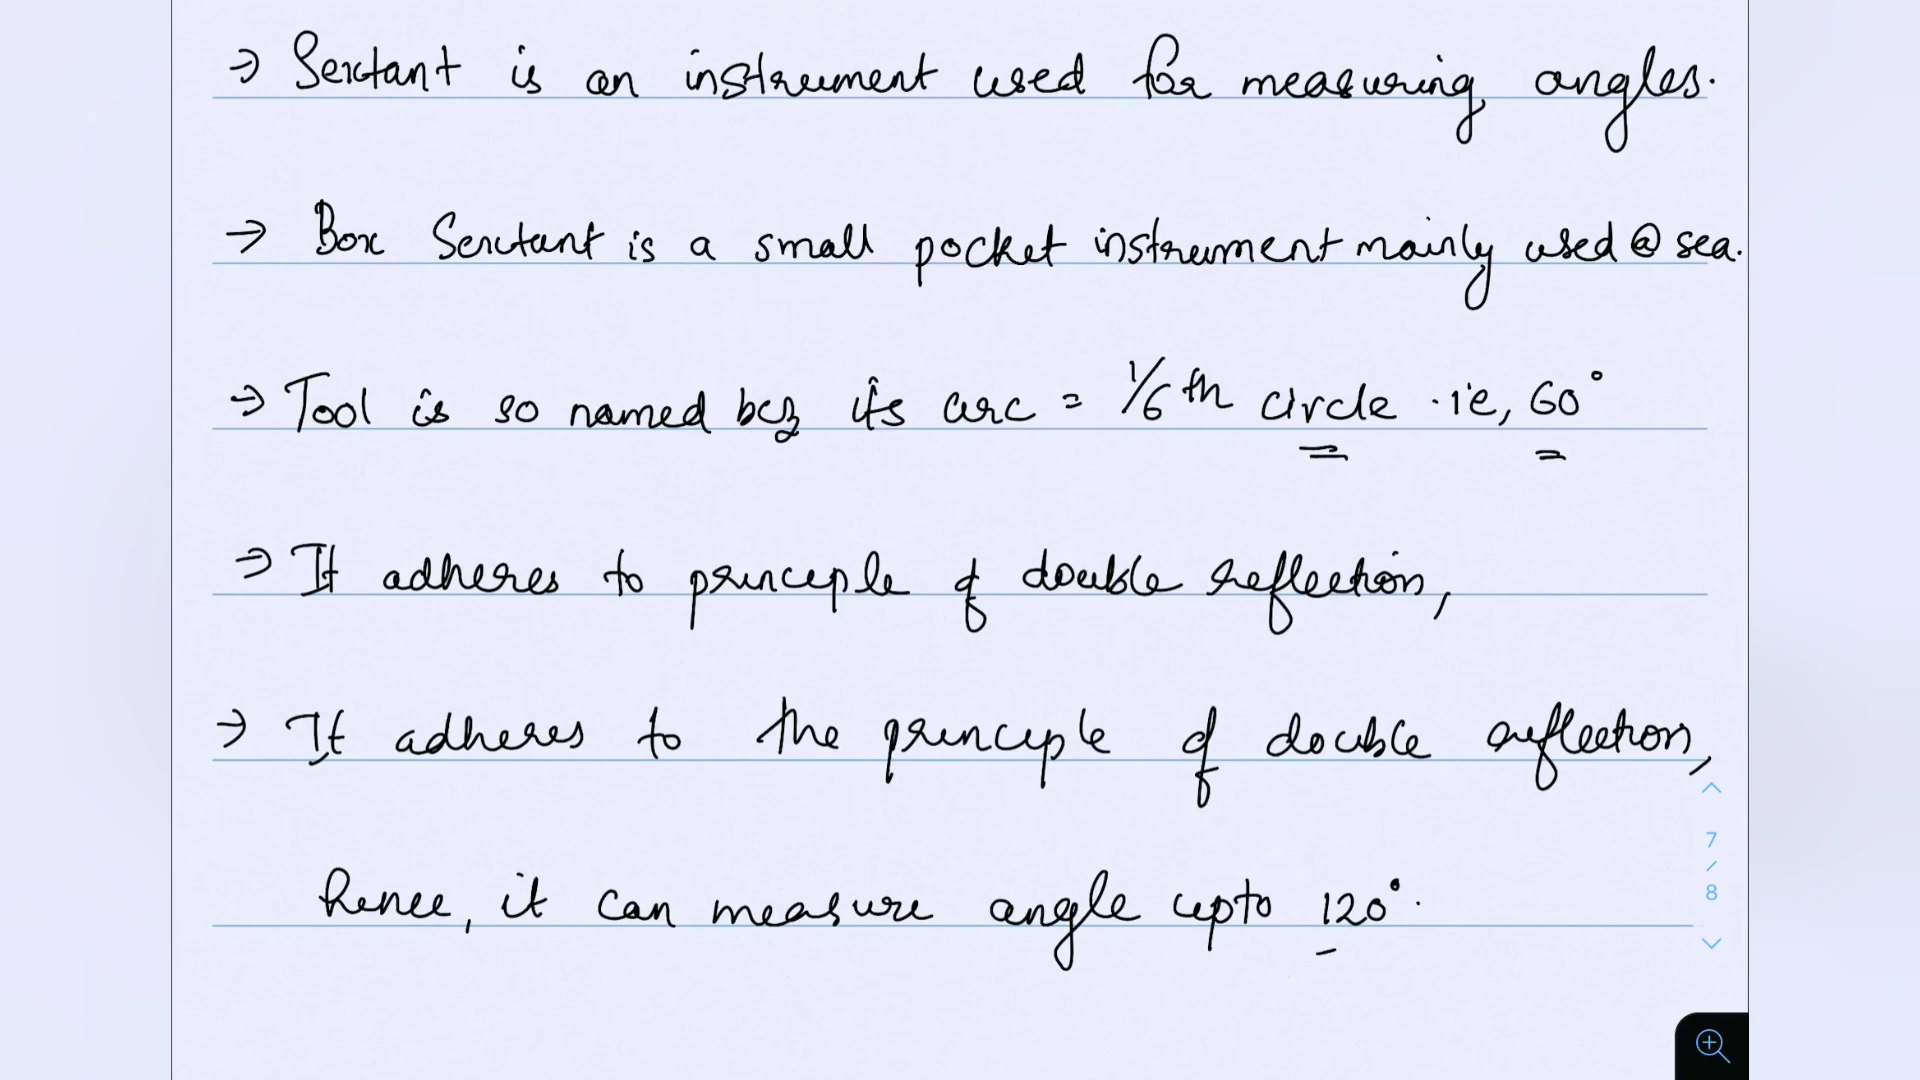 → Sextant is an instrument used for measuring angles.
→ Box Sextant is a small pocket instrument mainly used @ sea.
→ Tool is so named bcz its arc = 1/6th circle .ie, 60°
→ It adheres to principle of double reflection,
→ It adheres to the principle of double reflection,
hence, it can measure angle upto 120°.
7
/
8